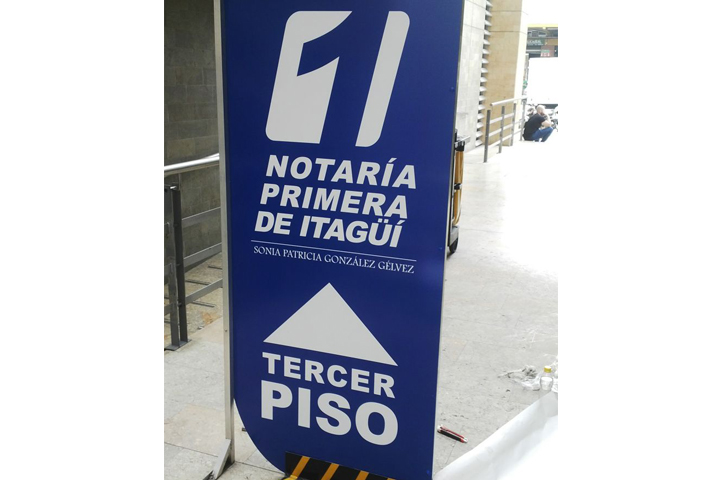 1
NOTARÍA
PRIMERA
DE ITAGÜÍ
SONIA PATRICIA GONZÁLEZ GÉLVEZ
TERCER
PISO